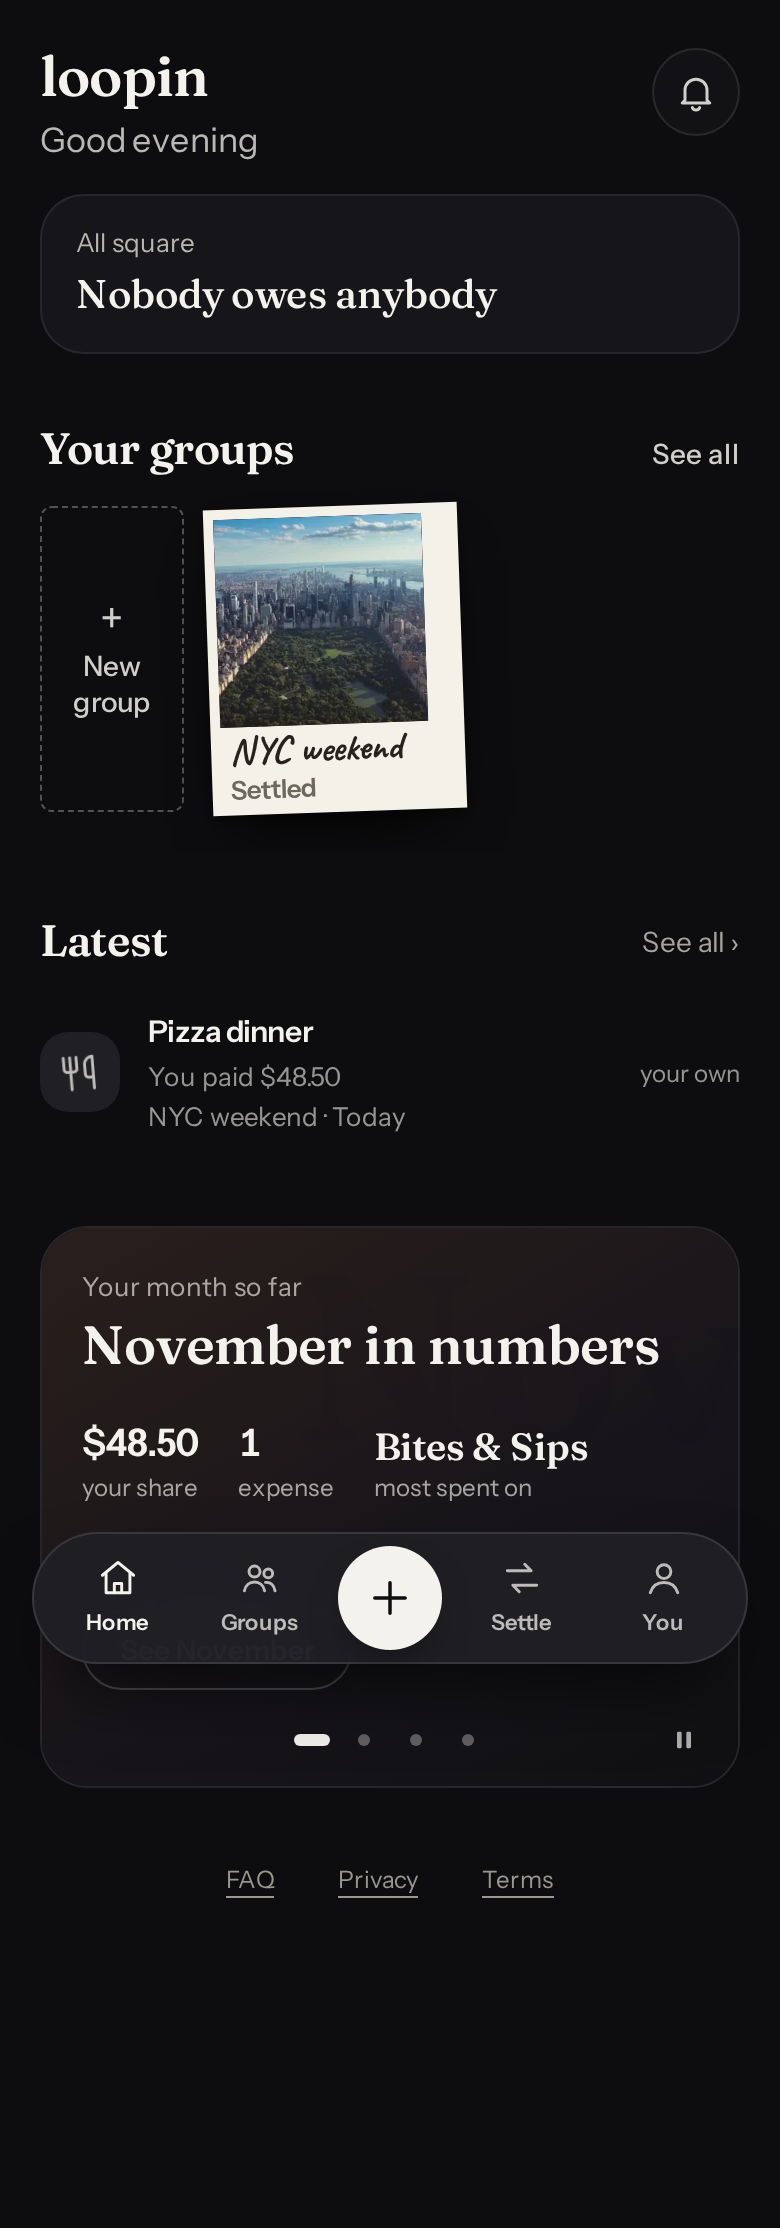 loopin
Good evening
All square
Nobody owes anybody
Your groups
See all
+
New
group
NYC weekend
Settled
Latest
See all ›
Pizza dinner
You paid $48.50
your own
NYC weekend · Today
Your month so far
November in numbers
$48.50 1 Bites & Sips
your share expense most spent on
Home Groups Settle You
See November
FAQ Privacy Terms